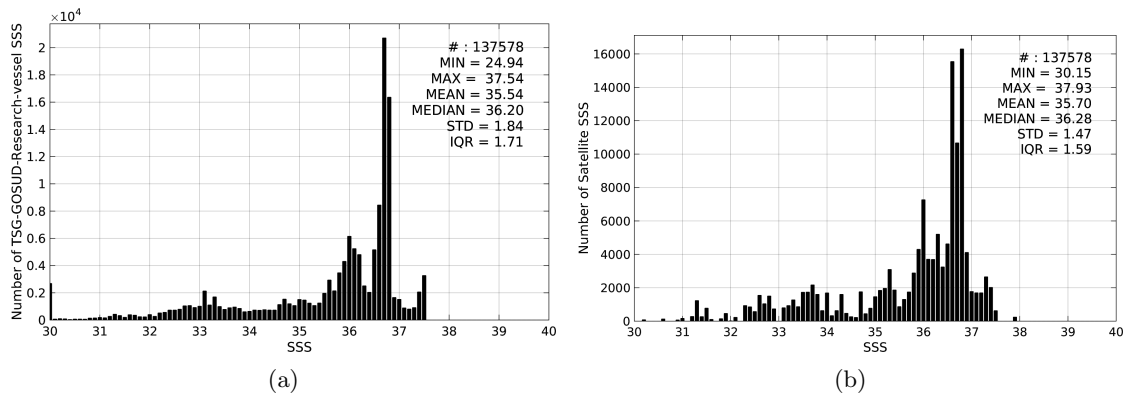 ×10⁴
2
1.8
1.6
1.4
1.2
1
0.8
0.6
0.4
0.2
0
Number of TSG-GOSUD-Research-vessel SSS
# : 137578
MIN = 24.94
MAX = 37.54
MEAN = 35.54
MEDIAN = 36.20
STD = 1.84
IQR = 1.71
30 31 32 33 34 35 36 37 38 39 40
SSS
(a)
16000
14000
12000
10000
8000
6000
4000
2000
0
Number of Satellite SSS
# : 137578
MIN = 30.15
MAX = 37.93
MEAN = 35.70
MEDIAN = 36.28
STD = 1.47
IQR = 1.59
30 31 32 33 34 35 36 37 38 39 40
SSS
(b)